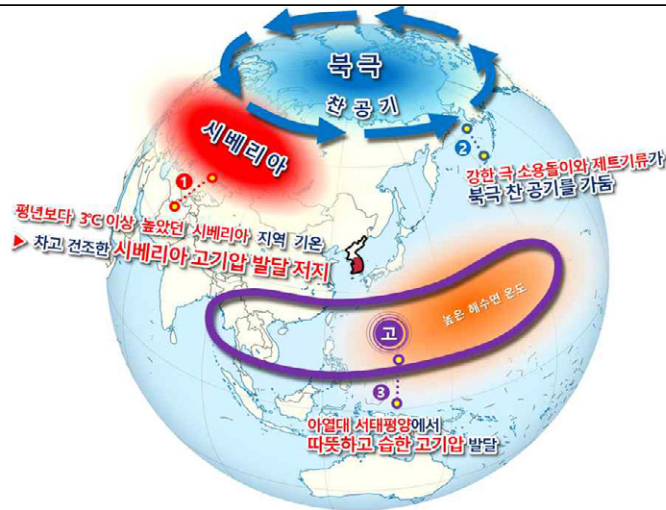 북극
찬공기
시베리아
1
평년보다 3℃ 이상 높았던 시베리아 지역 기온
▶ 차고 건조한 시베리아 고기압 발달 저지
2
강한 극 소용돌이와 제트기류가
북극 찬 공기를 가둠
높은 해수면 온도
고
3
아열대 서태평양에서
따뜻하고 습한 고기압 발달